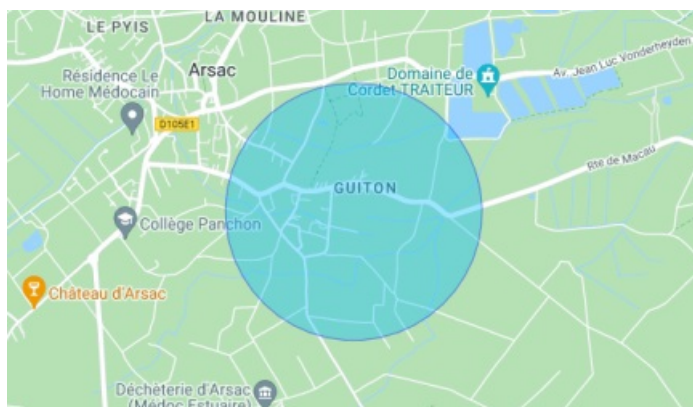 LA MOULINE
LE PYIS
Arsac
Résidence Le
Home Médocain
D105E1
Domaine de
Cordet TRAITEUR
Av. Jean Luc Vonderheyden
Rte de Macau
GUITON
Collège Panchon
Château d'Arsac
Déchèterie d'Arsac
(Médoc Estuaire)